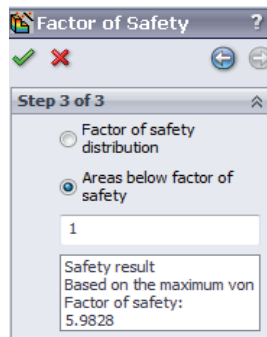 Factor of Safety ?
Step 3 of 3
Factor of safety
distribution
Areas below factor of
safety
1
Safety result
Based on the maximum von
Factor of safety:
5.9828